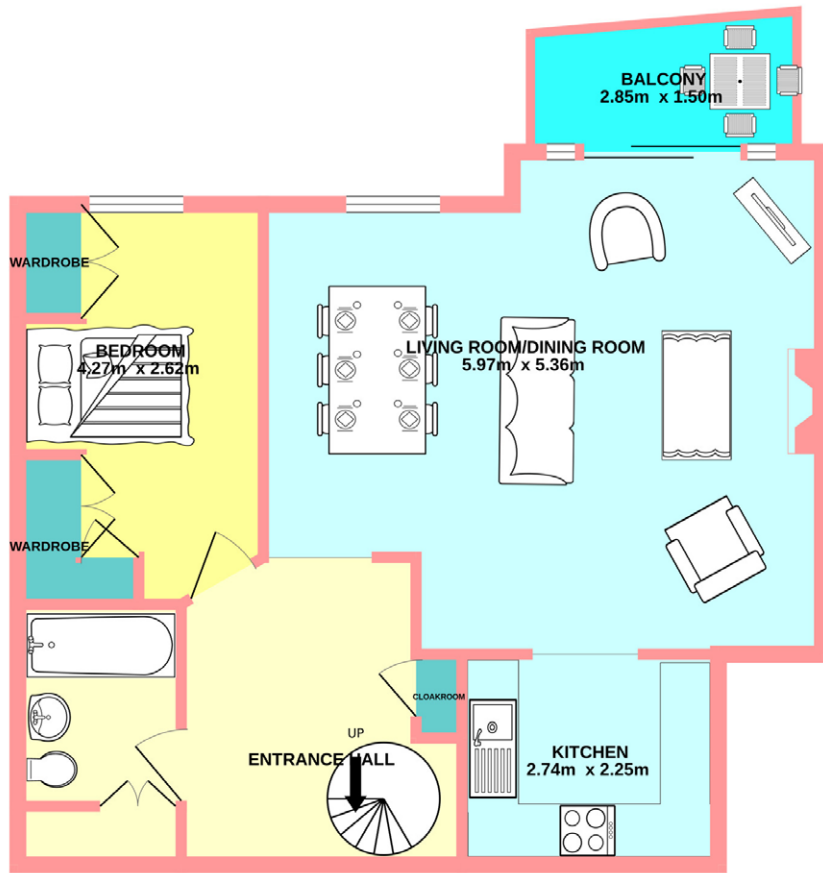 BALCONY
2.85m x 1.50m
WARDROBE
BEDROOM
4.27m x 2.62m
LIVING ROOM/DINING ROOM
5.97m x 5.36m
WARDROBE
CLOAKROOM
UP
ENTRANCE HALL
KITCHEN
2.74m x 2.25m